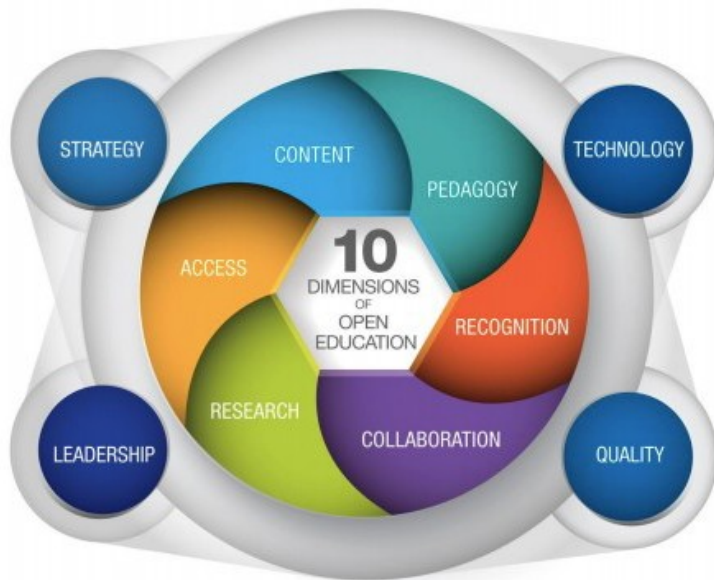 STRATEGY
CONTENT
TECHNOLOGY
PEDAGOGY
ACCESS
10
DIMENSIONS
OF
OPEN
EDUCATION
RECOGNITION
RESEARCH
COLLABORATION
LEADERSHIP
QUALITY